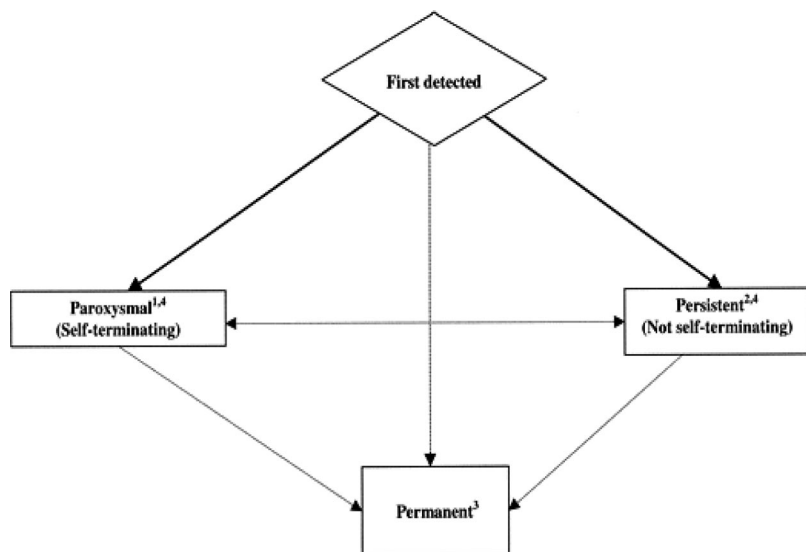 First detected
Paroxysmal1,4
(Self-terminating)
Persistent2,4
(Not self-terminating)
Permanent3